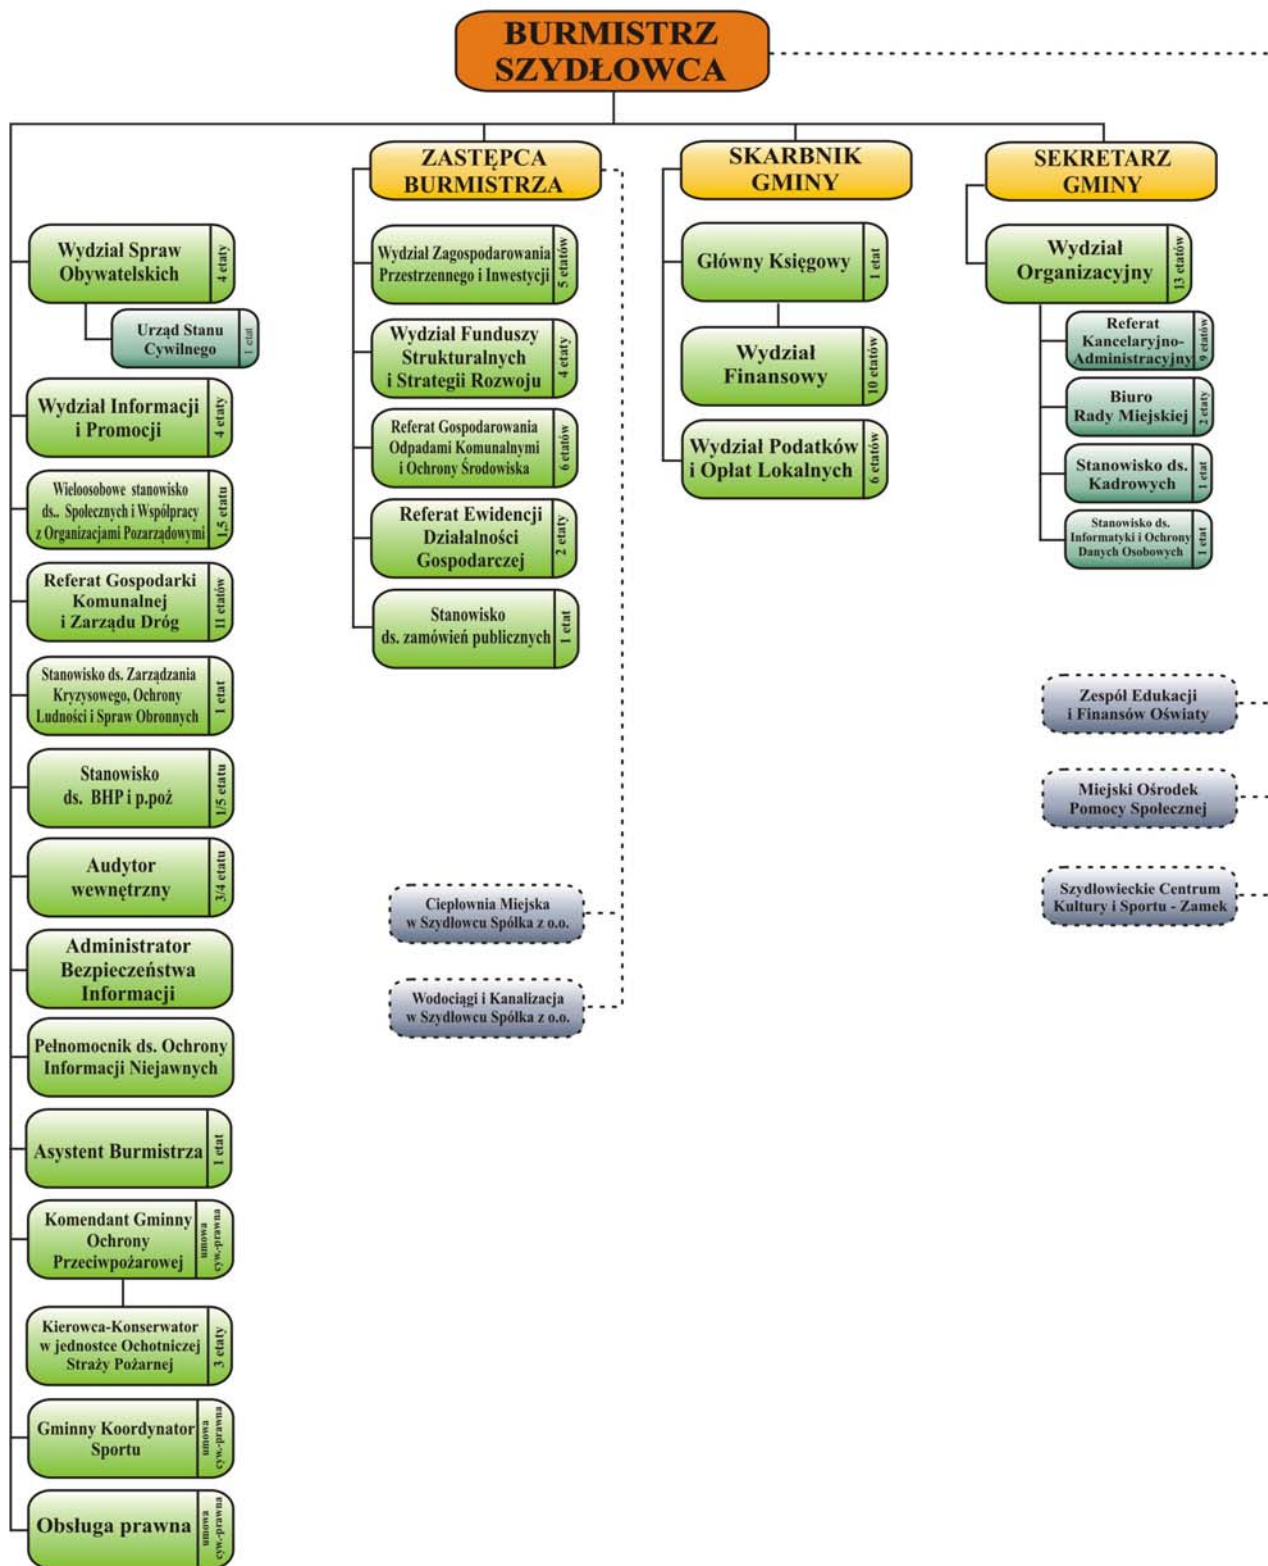 BURMISTRZ
SZYDŁOWCA
ZASTĘPCA
BURMISTRZA
SKARBNIK
GMINY
SEKRETARZ
GMINY
Wydział Spraw
Obywatelskich
4 etaty
Urząd Stanu
Cywilnego
1 etat
Wydział Informacji
i Promocji
4 etaty
Wieloosobowe stanowisko
ds.. Społecznych i Współpracy
z Organizacjami Pozarządowymi
1,5 etatu
Referat Gospodarki
Komunalnej
i Zarządu Dróg
11 etatów
Stanowisko ds. Zarządzania
Kryzysowego, Ochrony
Ludności i Spraw Obronnych
1 etat
Stanowisko
ds. BHP i p.poż
1/5 etatu
Audytor
wewnętrzny
3/4 etatu
Administrator
Bezpieczeństwa
Informacji
Pełnomocnik ds. Ochrony
Informacji Niejawnych
Asystent Burmistrza
1 etat
Komendant Gminny
Ochrony
Przeciwpożarowej
umowa
cyw.-prawna
Kierowca-Konserwator
w jednostce Ochotniczej
Straży Pożarnej
3 etaty
Gminny Koordynator
Sportu
umowa
cyw.-prawna
Obsługa prawna
umowa
cyw.-prawna
Wydział Zagospodarowania
Przestrzennego i Inwestycji
5 etatów
Wydział Funduszy
Strukturalnych
i Strategii Rozwoju
4 etaty
Referat Gospodarowania
Odpadami Komunalnymi
i Ochrony Środowiska
6 etatów
Referat Ewidencji
Działalności
Gospodarczej
2 etaty
Stanowisko
ds. zamówień publicznych
1 etat
Ciepłownia Miejska
w Szydłowcu Spółka z o.o.
Wodociągi i Kanalizacja
w Szydłowcu Spółka z o.o.
Główny Księgowy
1 etat
Wydział
Finansowy
10 etatów
Wydział Podatków
i Opłat Lokalnych
6 etatów
Wydział
Organizacyjny
13 etatów
Referat
Kancelaryjno-
Administracyjny
9 etatów
Biuro
Rady Miejskiej
2 etaty
Stanowisko ds.
Kadrowych
1 etat
Stanowisko ds.
Informatyki i Ochrony
Danych Osobowych
1 etat
Zespół Edukacji
i Finansów Oświaty
Miejski Ośrodek
Pomocy Społecznej
Szydłowieckie Centrum
Kultury i Sportu - Zamek